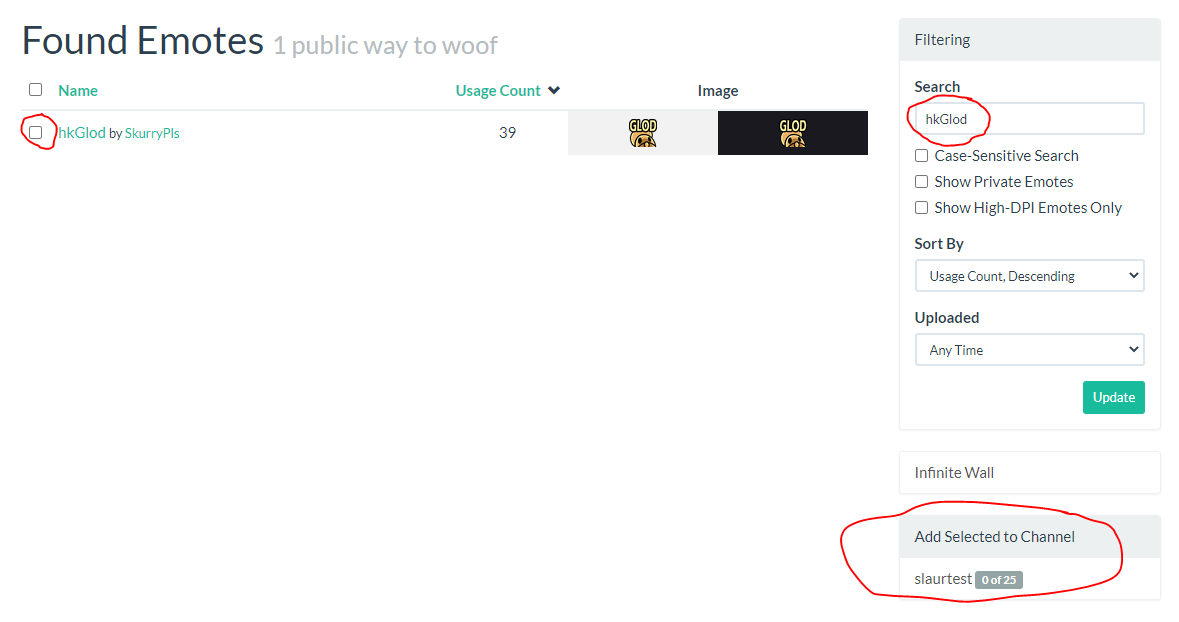 Found Emotes 1 public way to woof
Name Usage Count Image
hkGlod by SkurryPls 39 GLOD GLOD
Filtering
Search
hkGlod
Case-Sensitive Search
Show Private Emotes
Show High-DPI Emotes Only
Sort By
Usage Count, Descending
Uploaded
Any Time
Update
Infinite Wall
Add Selected to Channel
slaurtest 0 of 25